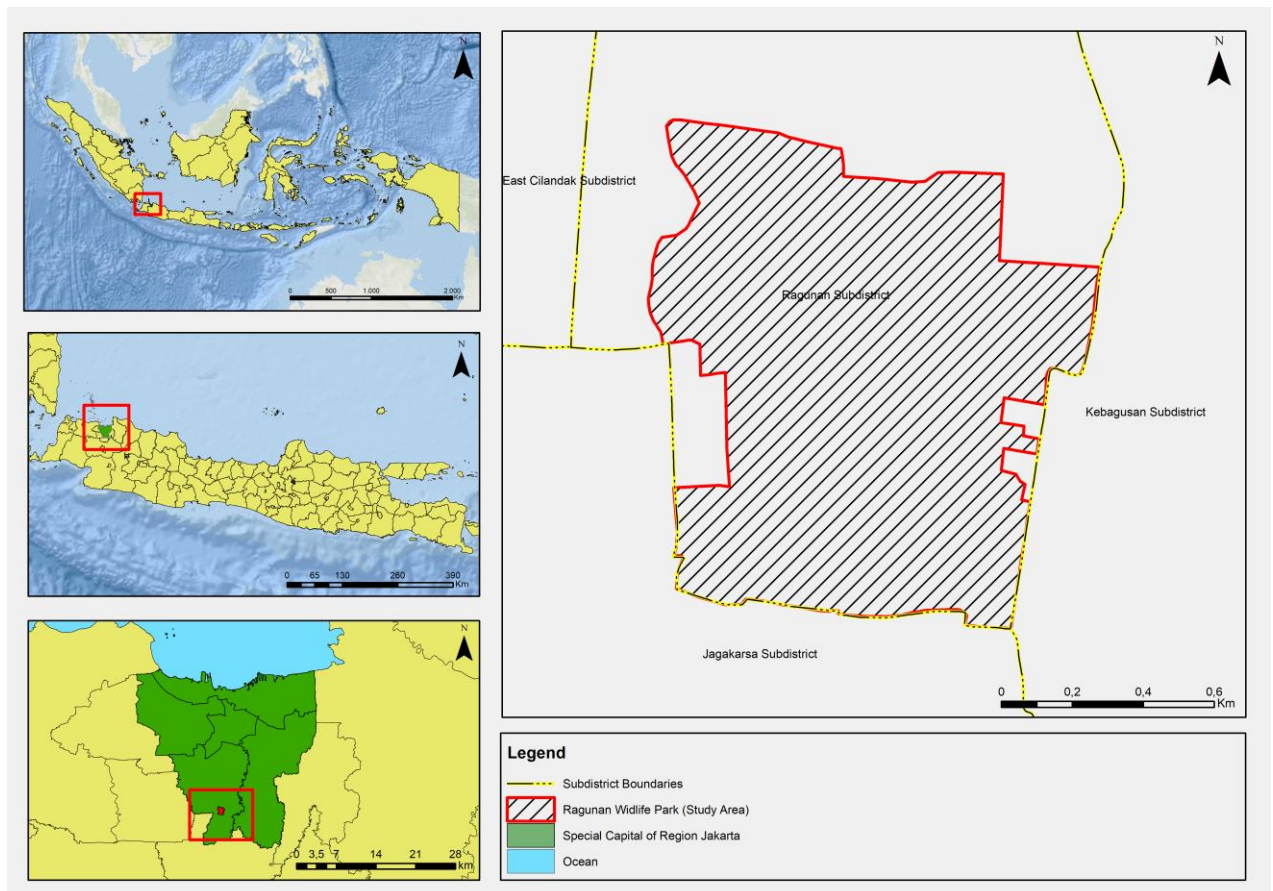 N
0 500 1.000 2.000
Km
N
0 65 130 260 390
Km
N
0 3,5 7 14 21 28
km
N
East Cilandak Subdistrict
Ragunan Subdistrict
Kebagusan Subdistrict
Jagakarsa Subdistrict
0 0,2 0,4 0,6
Km
Legend
Subdistrict Boundaries
Ragunan Widlife Park (Study Area)
Special Capital of Region Jakarta
Ocean